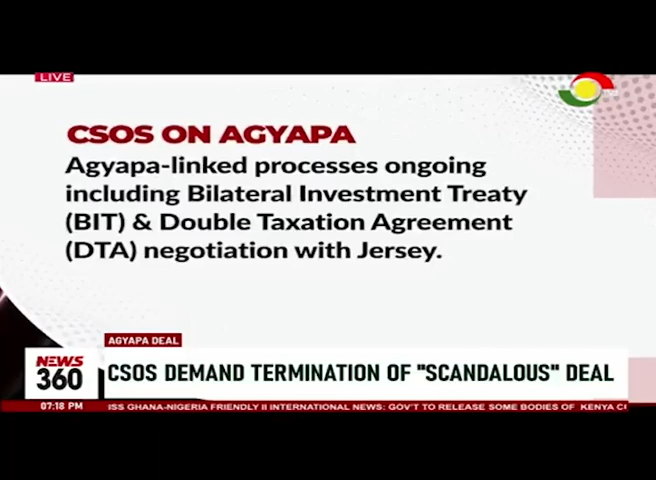 LIVE
CSOS ON AGYAPA
Agyapa-linked processes ongoing
including Bilateral Investment Treaty
(BIT) & Double Taxation Agreement
(DTA) negotiation with Jersey.
AGYAPA DEAL
NEWS
360
CSOS DEMAND TERMINATION OF "SCANDALOUS" DEAL
07:18 PM
ISS GHANA-NIGERIA FRIENDLY II INTERNATIONAL NEWS: GOV'T TO RELEASE SOME BODIES OF KENYA